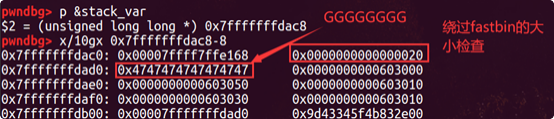 pwndbg> p &stack_var
$2 = (unsigned long long *) 0x7fffffffdac8
pwndbg> x/10gx 0x7fffffffdac8-8
0x7fffffffdac0: 0x00007ffff7ffe168 0x0000000000000020
0x7fffffffdad0: 0x4747474747474747 0x0000000000603000
0x7fffffffdae0: 0x0000000000603050 0x0000000000603010
0x7fffffffdaf0: 0x0000000000603030 0x0000000000603010
0x7fffffffdb00: 0x00007fffffffdad0 0x9d43345f4b832e00
GGGGGGGG
绕过fastbin的大
小检查